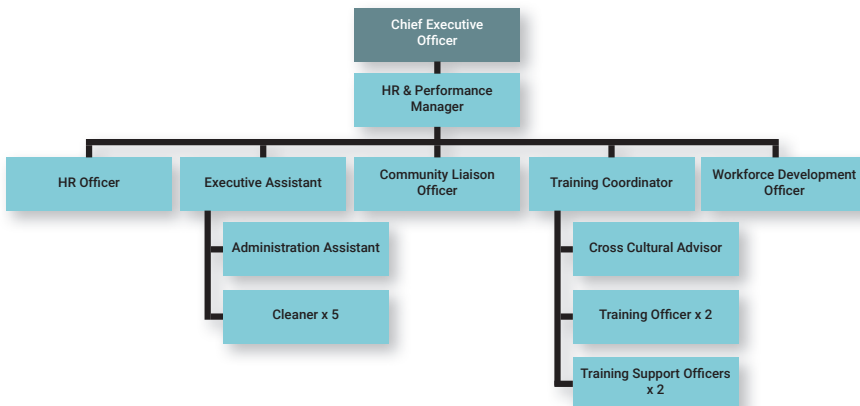 Chief Executive
Officer
HR & Performance
Manager
HR Officer
Executive Assistant
Community Liaison
Officer
Training Coordinator
Workforce Development
Officer
Administration Assistant
Cleaner x 5
Cross Cultural Advisor
Training Officer x 2
Training Support Officers
x 2